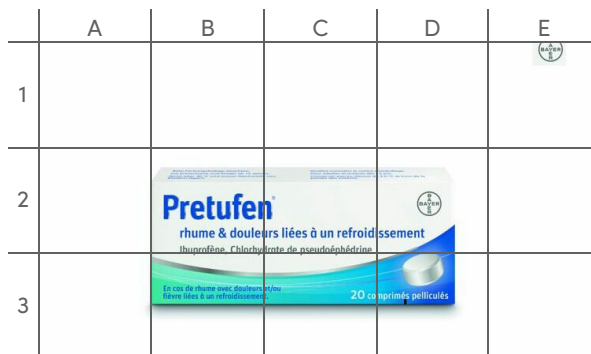 A B C D E
BAYER
1
2
Pretufen
BAYER
rhume & douleurs liées à un refroidissement
Ibuprofène, Chlorhydrate de pseudoéphédrine
3
En cas de rhume avec douleurs et/ou
fièvre liées à un refroidissement.
20 comprimés pelliculés